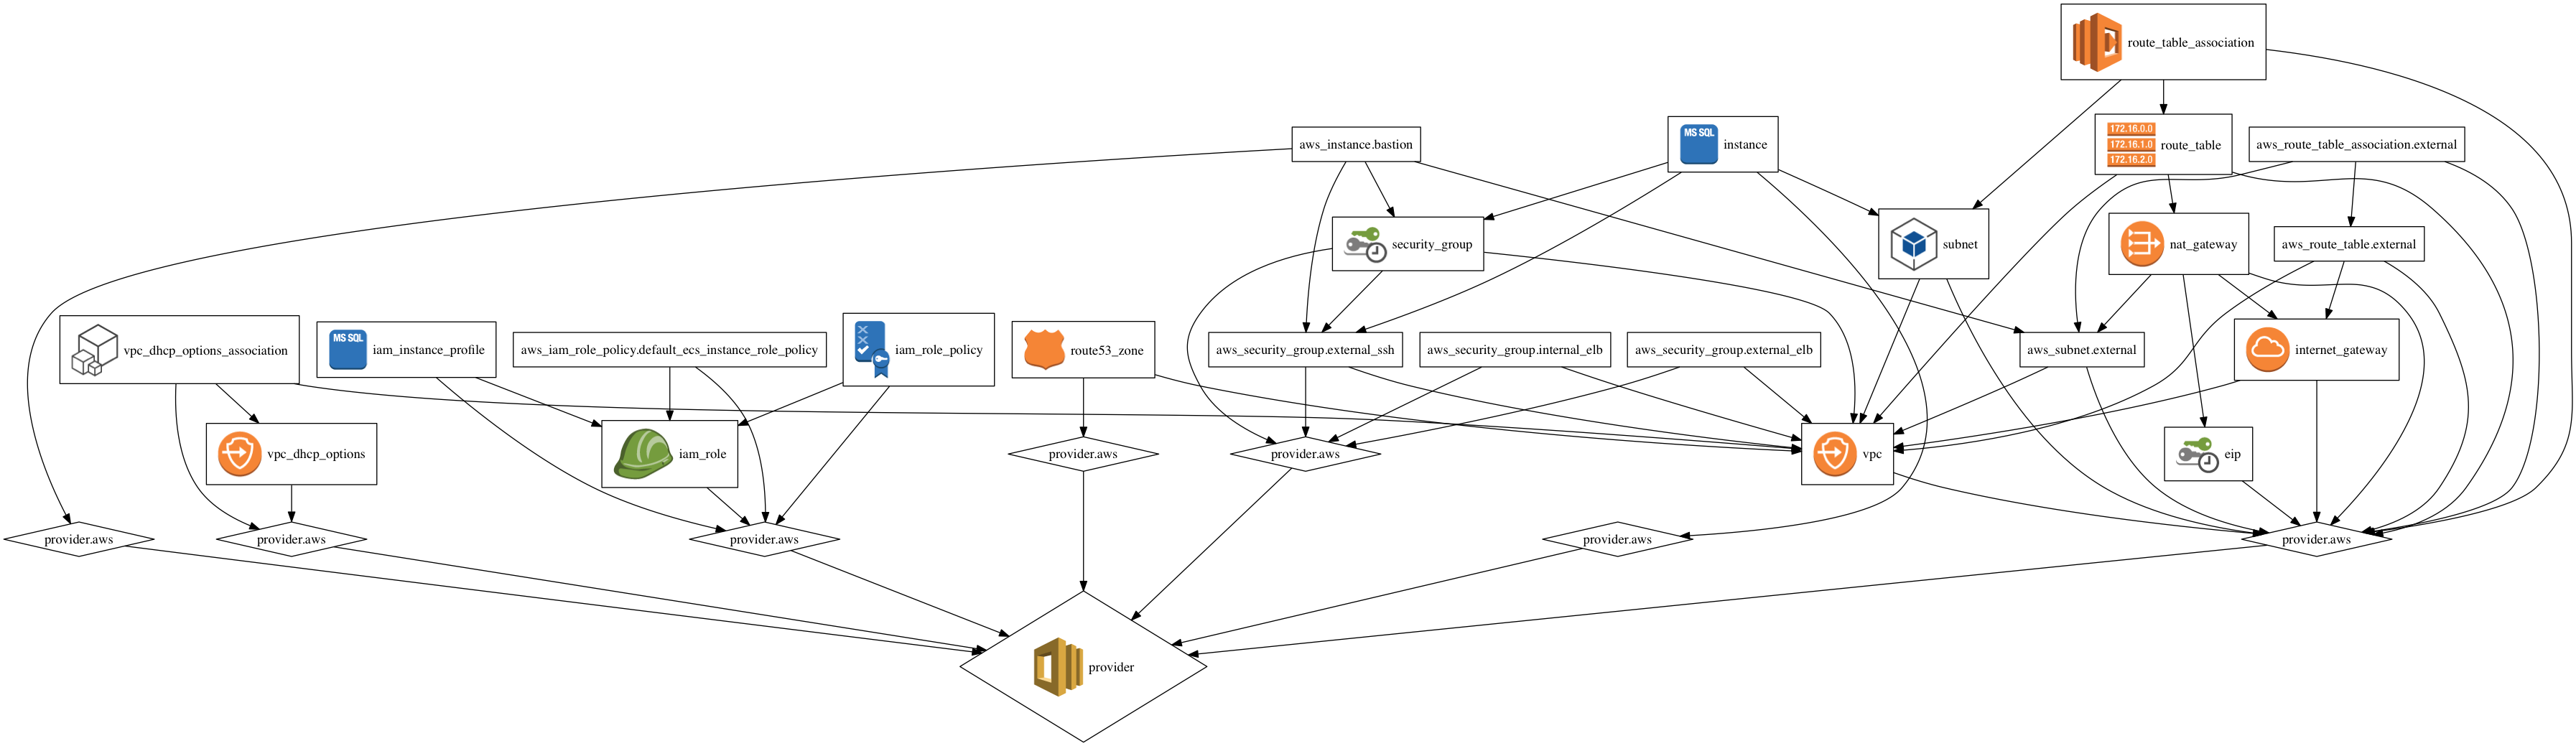 route_table_association
aws_instance.bastion
MS SQL
instance
172.16.0.0
172.16.1.0
172.16.2.0
route_table
aws_route_table_association.external
security_group
subnet
nat_gateway
aws_route_table.external
vpc_dhcp_options_association
MS SQL
iam_instance_profile
aws_iam_role_policy.default_ecs_instance_role_policy
iam_role_policy
route53_zone
aws_security_group.external_ssh
aws_security_group.internal_elb
aws_security_group.external_elb
aws_subnet.external
internet_gateway
vpc_dhcp_options
iam_role
provider.aws
provider.aws
vpc
eip
provider.aws
provider.aws
provider.aws
provider.aws
provider.aws
provider